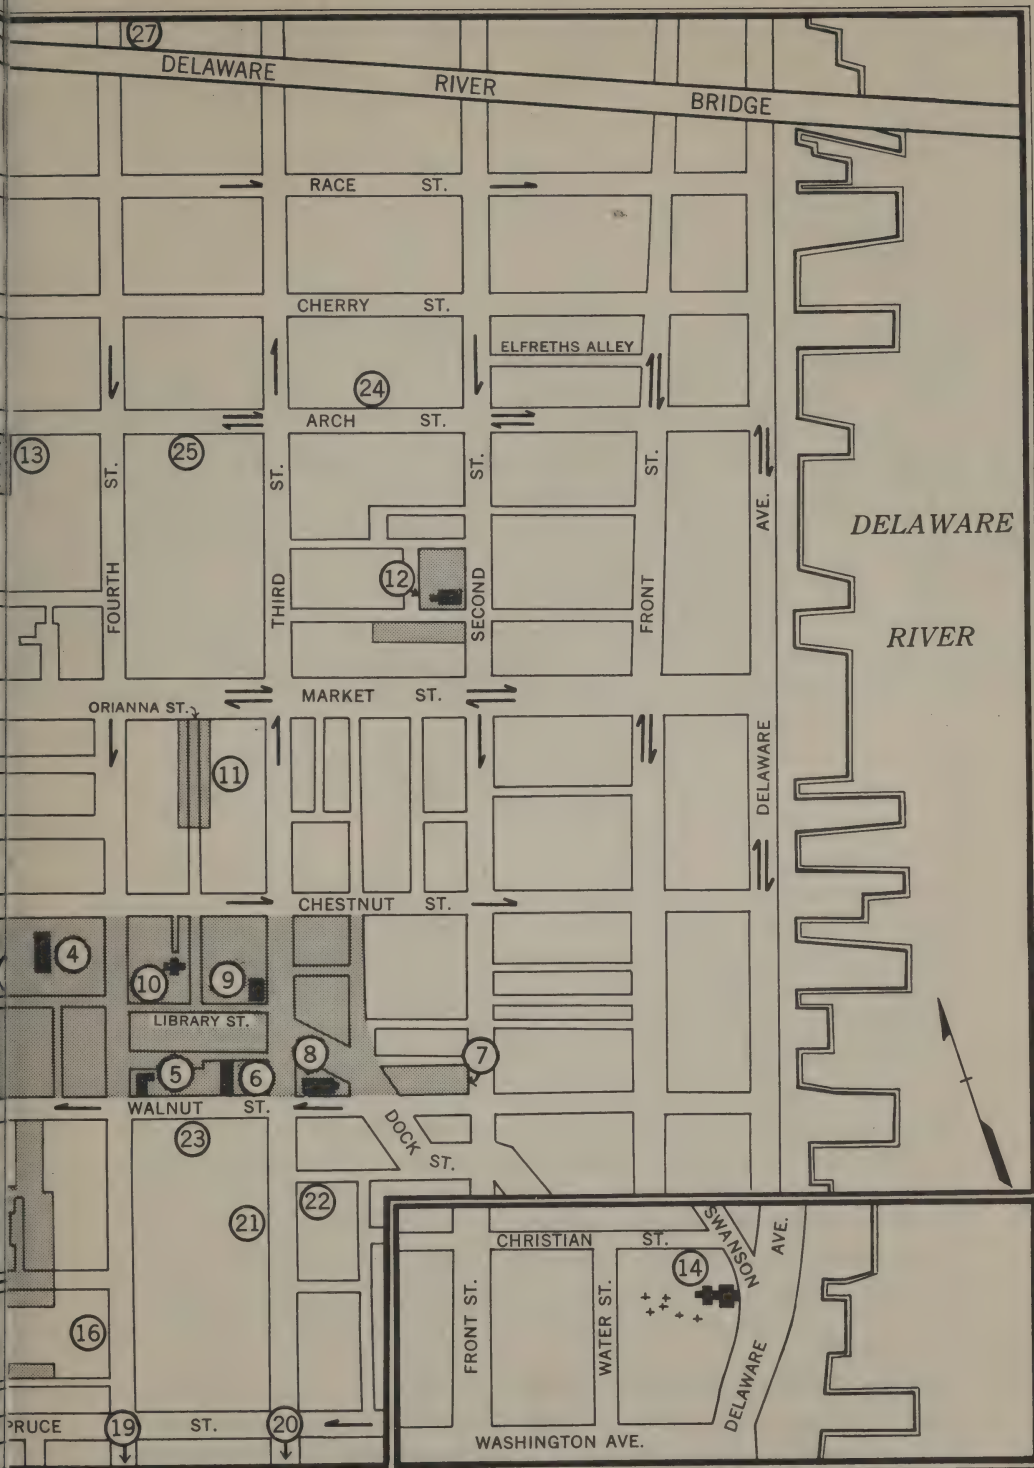 27
DELAWARE RIVER BRIDGE
RACE ST.
CHERRY ST.
ELFRETHS ALLEY
24
ARCH ST.
13
25
FOURTH ST.
THIRD ST.
SECOND ST.
FRONT ST.
DELAWARE AVE.
DELAWARE
RIVER
12
MARKET ST.
ORIANNA ST.
11
CHESTNUT ST.
4
10
9
LIBRARY ST.
5
6
8
7
WALNUT ST.
23
DOCK ST.
21
22
16
PRUCE ST.
19
20
CHRISTIAN ST.
SWANSON
DELAWARE AVE.
14
FRONT ST.
WATER ST.
WASHINGTON AVE.